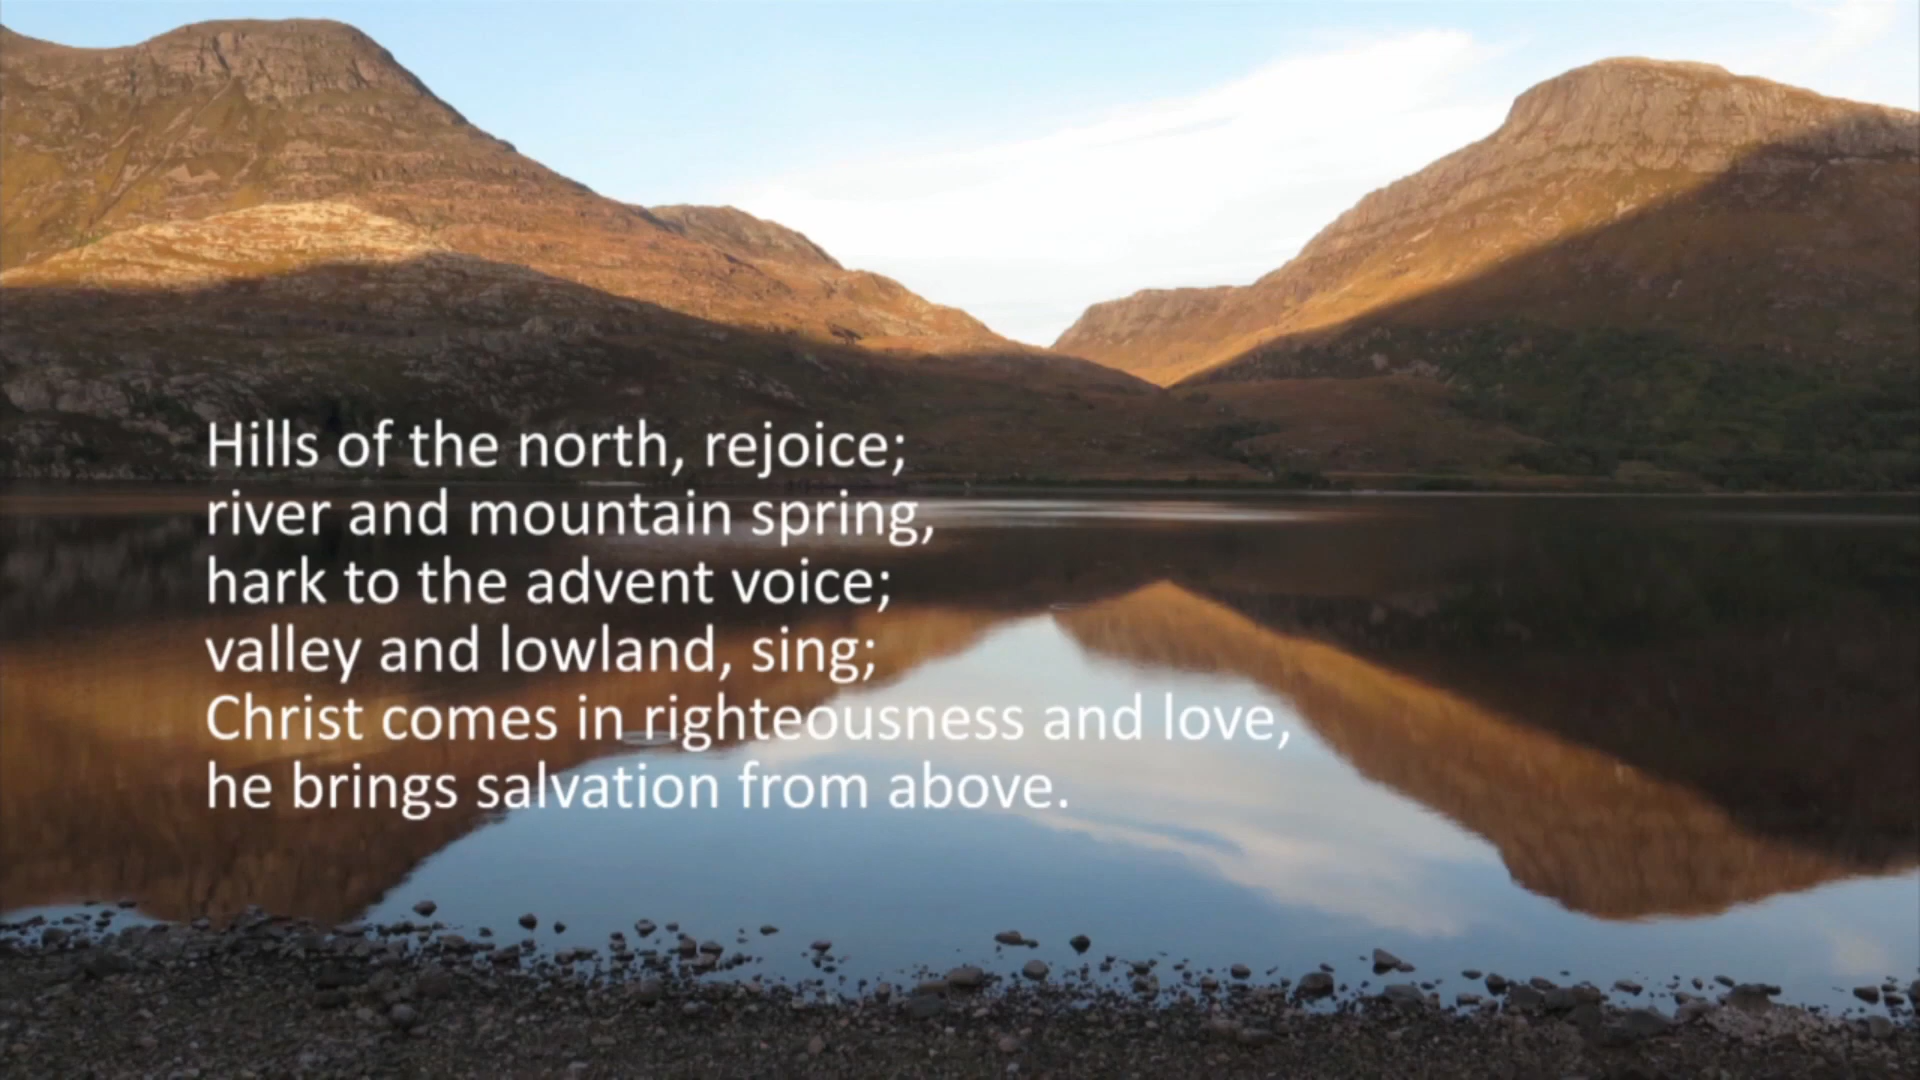 Hills of the north, rejoice;
river and mountain spring,
hark to the advent voice;
valley and lowland, sing;
Christ comes in righteousness and love,
he brings salvation from above.